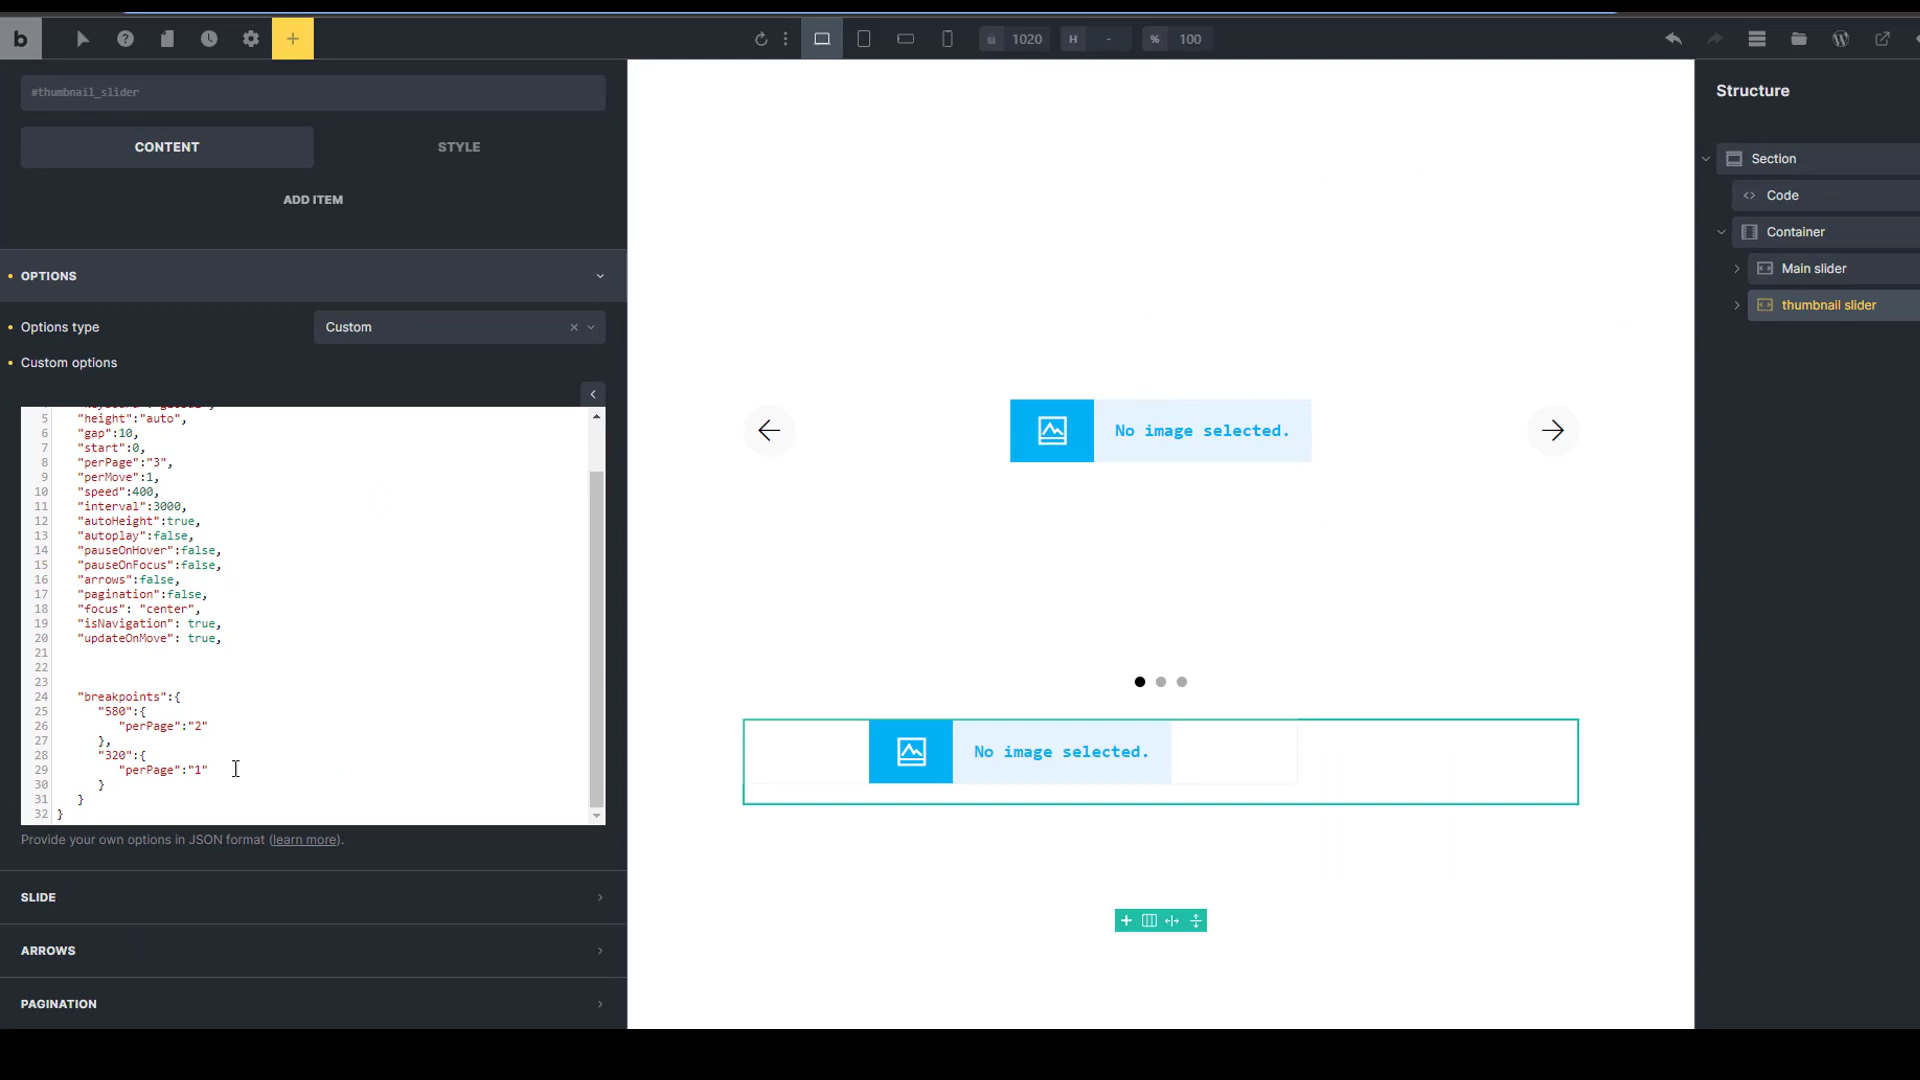 b
1020
H
-
%
100
#thumbnail_slider
CONTENT
STYLE
ADD ITEM
OPTIONS
Options type
Custom
Custom options
5 "height":"auto",
6 "gap":10,
7 "start":0,
8 "perPage":"3",
9 "perMove":1,
10 "speed":400,
11 "interval":3000,
12 "autoHeight":true,
13 "autoplay":false,
14 "pauseOnHover":false,
15 "pauseOnFocus":false,
16 "arrows":false,
17 "pagination":false,
18 "focus": "center",
19 "isNavigation": true,
20 "updateOnMove": true,
21
22
23
24 "breakpoints":{
25 "580":{
26 "perPage":"2"
27 },
28 "320":{
29 "perPage":"1"
30 }
31 }
32 }
Provide your own options in JSON format (learn more).
SLIDE
ARROWS
PAGINATION
No image selected.
No image selected.
Structure
Section
Code
Container
Main slider
thumbnail slider